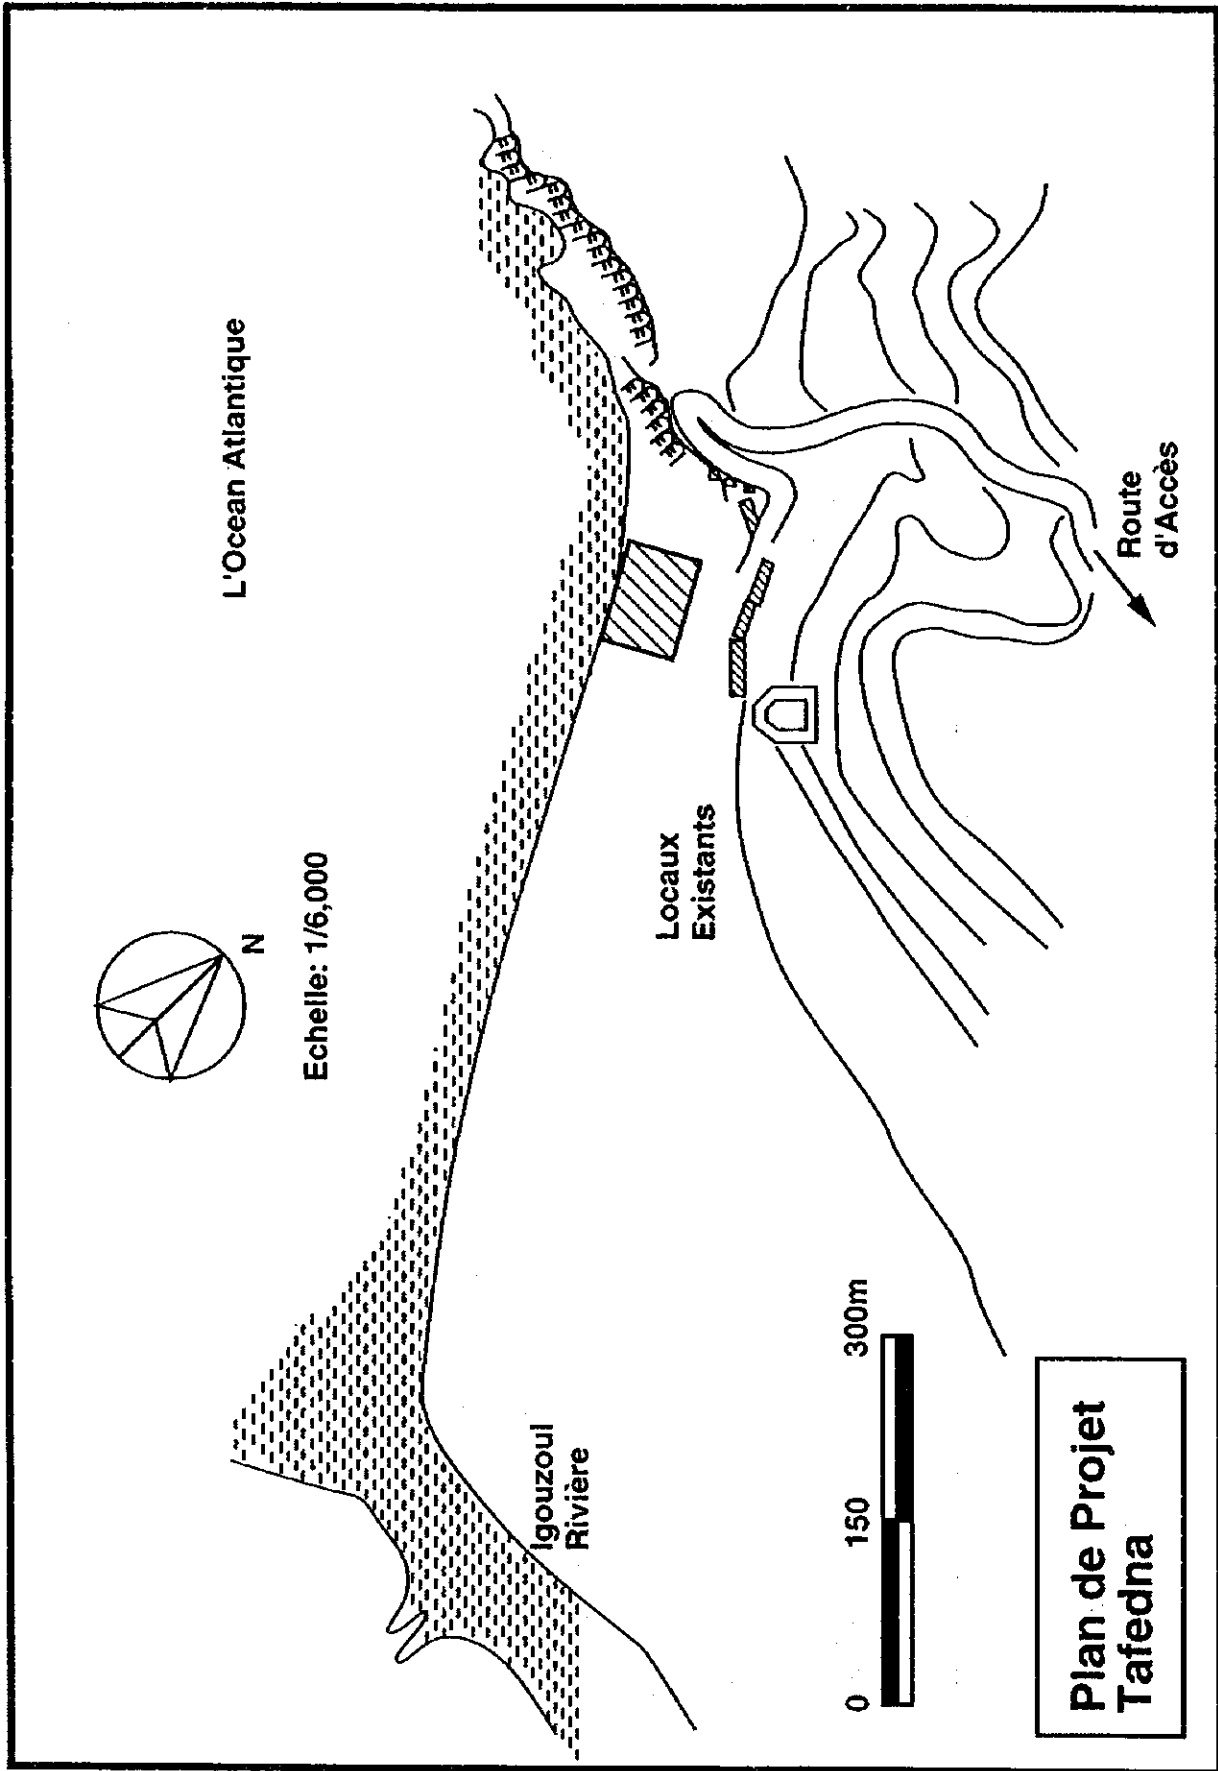 L'Ocean Atlantique
N
Echelle: 1/6,000
Locaux
Existants
Route
d'Accès
Igouzoul
Rivière
0 150 300m
Plan de Projet
Tafedna